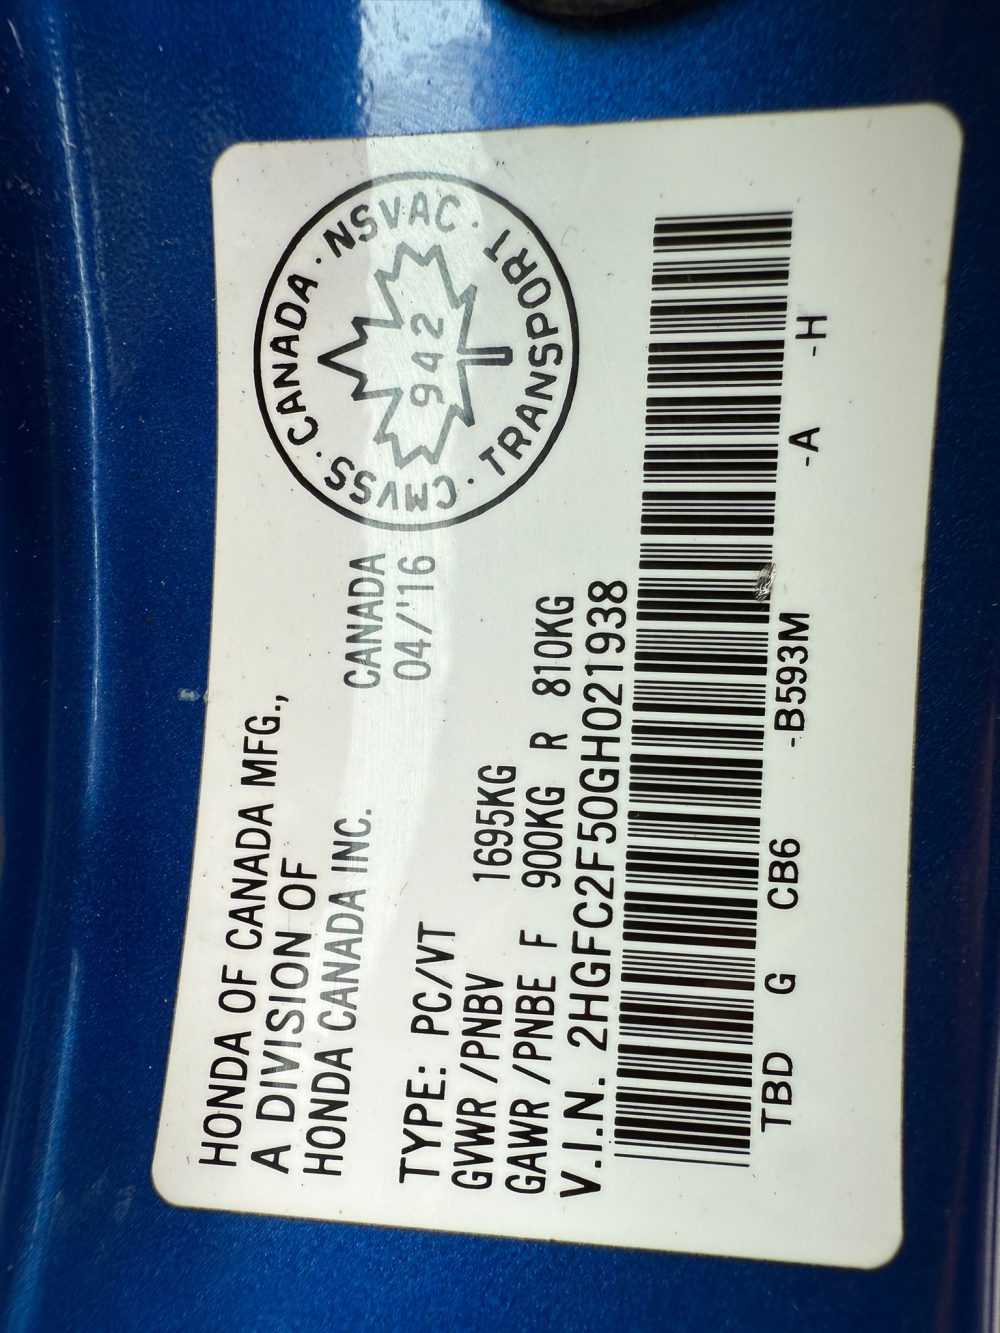 HONDA OF CANADA MFG.,
A DIVISION OF
HONDA CANADA INC.
CANADA
04/'16
CMVSS · CANADA · NSVAC · TRANSPORT ·
942
TYPE: PC/VT
GVWR/PNBV 1695KG
GAWR/PNBE F 900KG R 810KG
V.I.N. 2HGFC2F50GH021938
TBD G CB6 -B593M -A -H